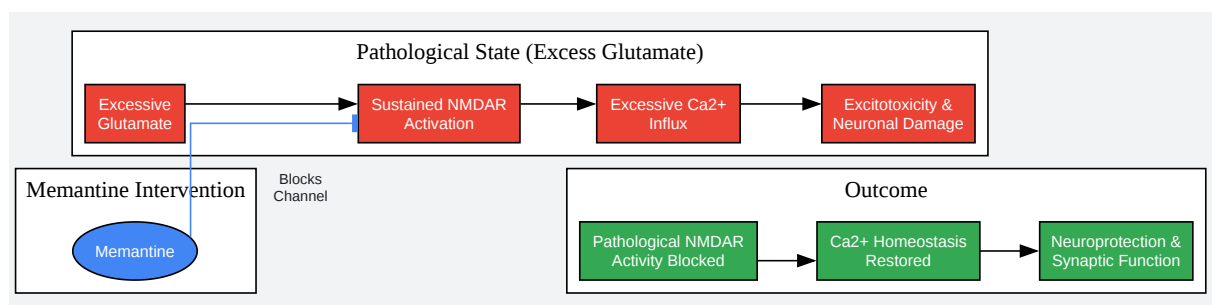 Pathological State (Excess Glutamate)
Excessive
Glutamate
Sustained NMDAR
Activation
Excessive Ca2+
Influx
Excitotoxicity &
Neuronal Damage
Memantine Intervention
Memantine
Blocks
Channel
Outcome
Pathological NMDAR
Activity Blocked
Ca2+ Homeostasis
Restored
Neuroprotection &
Synaptic Function